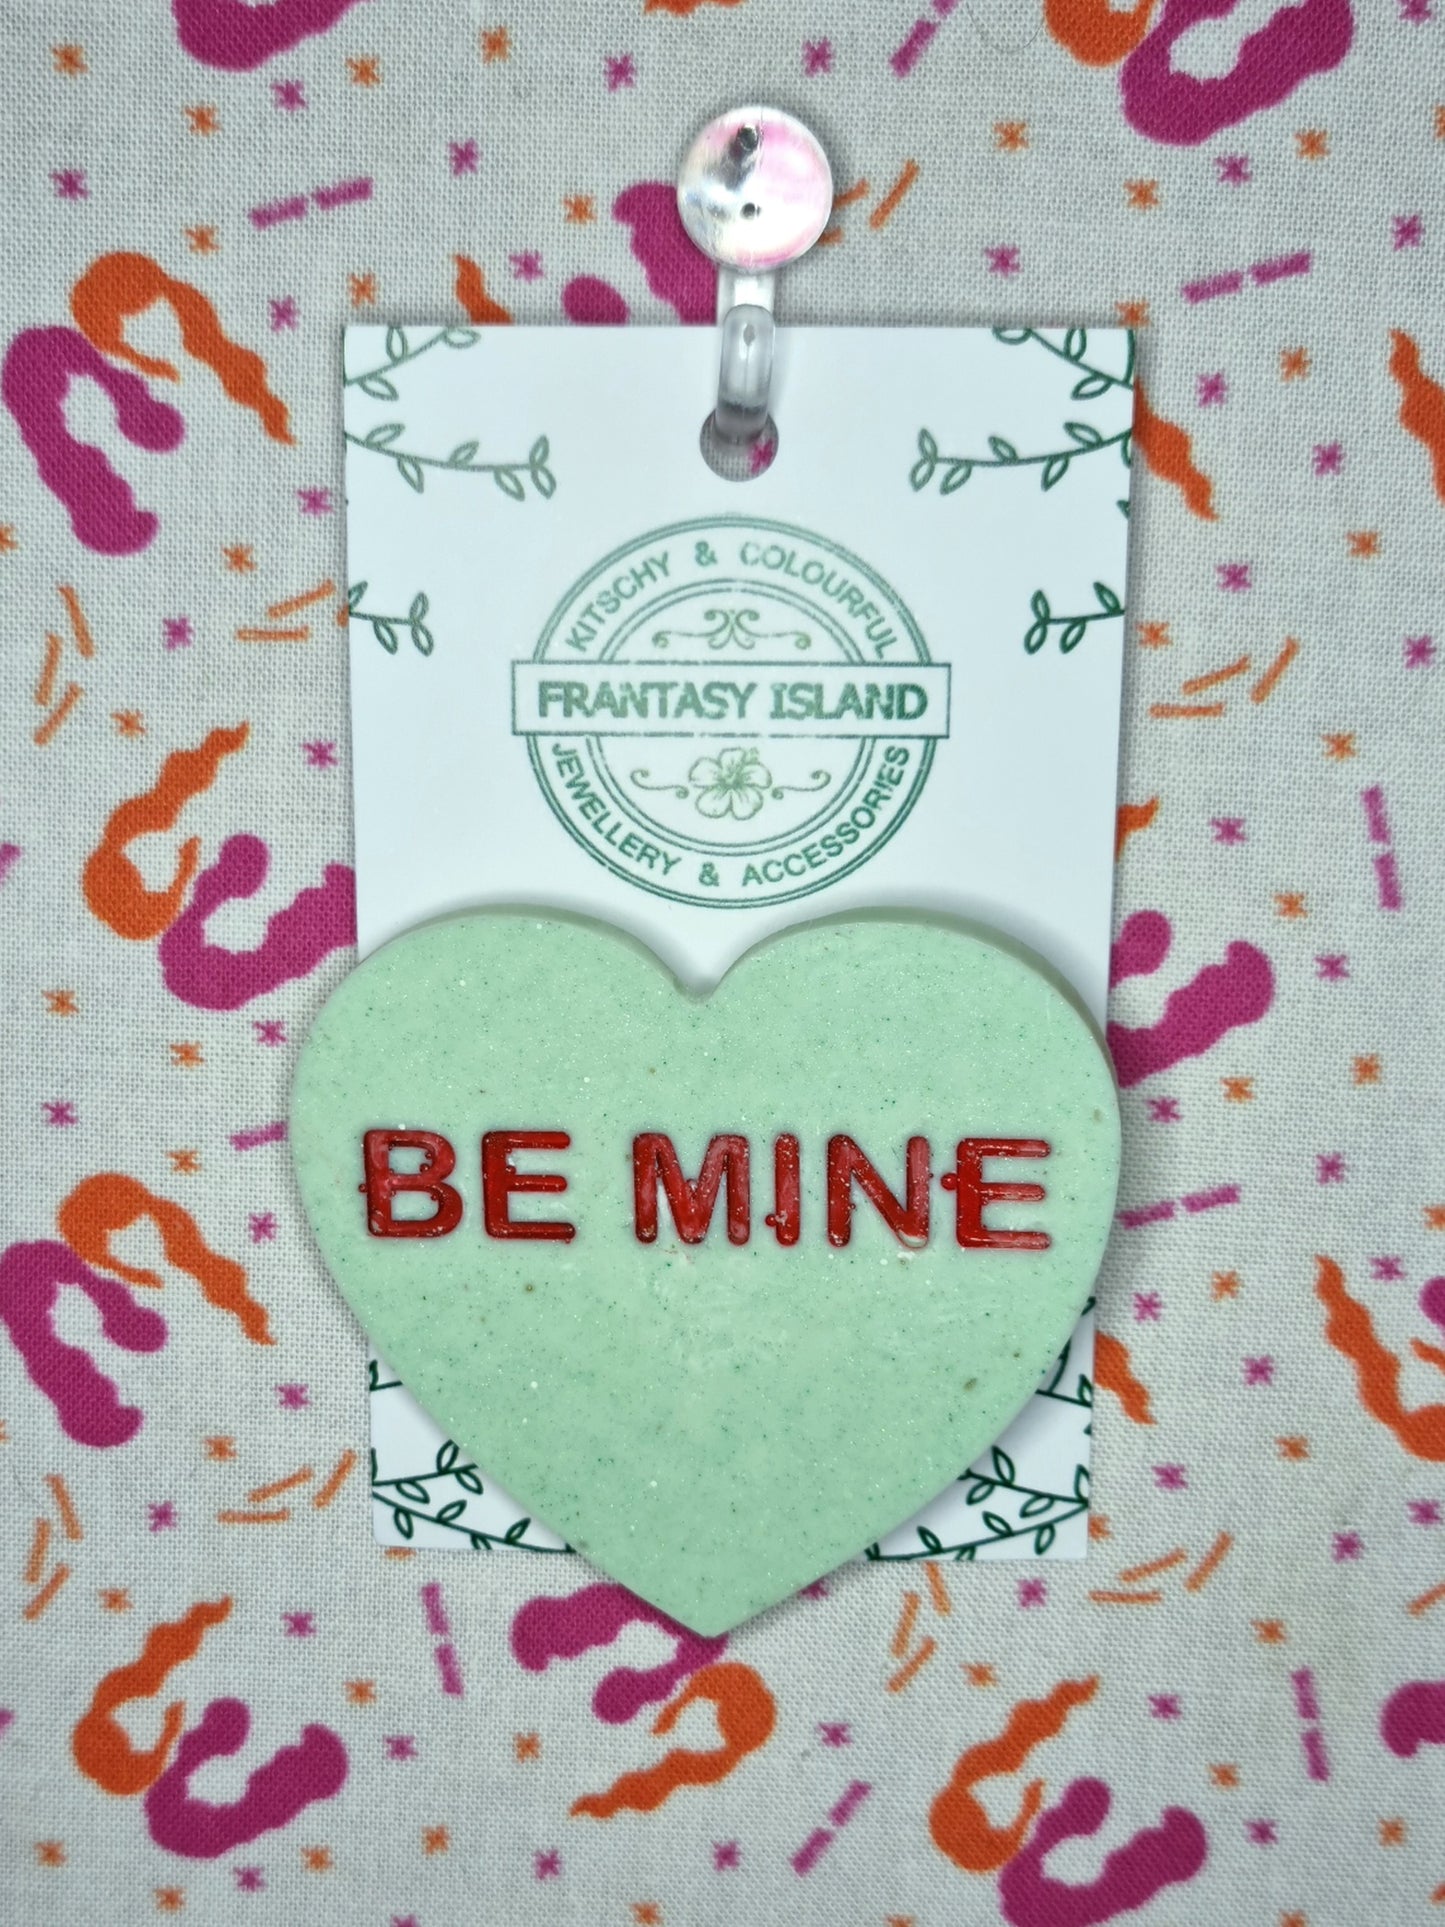 KITSCHY & COLOURFUL
FRANTASY ISLAND
JEWELLERY & ACCESSORIES
BE MINE